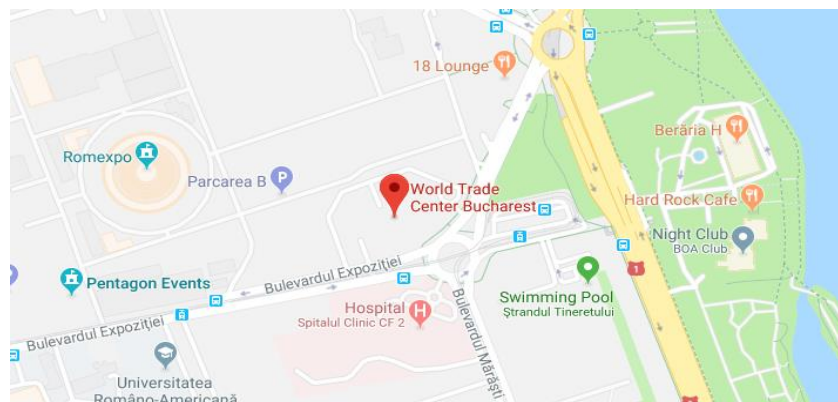 18 Lounge
Berăria H
Romexpo
Parcarea B
P
World Trade
Center Bucharest
Hard Rock Cafe
Night Club
BOA Club
1
Pentagon Events
Bulevardul Expoziției
Swimming Pool
Ștrandul Tineretului
Hospital
Spitalul Clinic CF 2
H
Bulevardul Mărăști
Bulevardul Expoziției
Universitatea
Româno-Americană